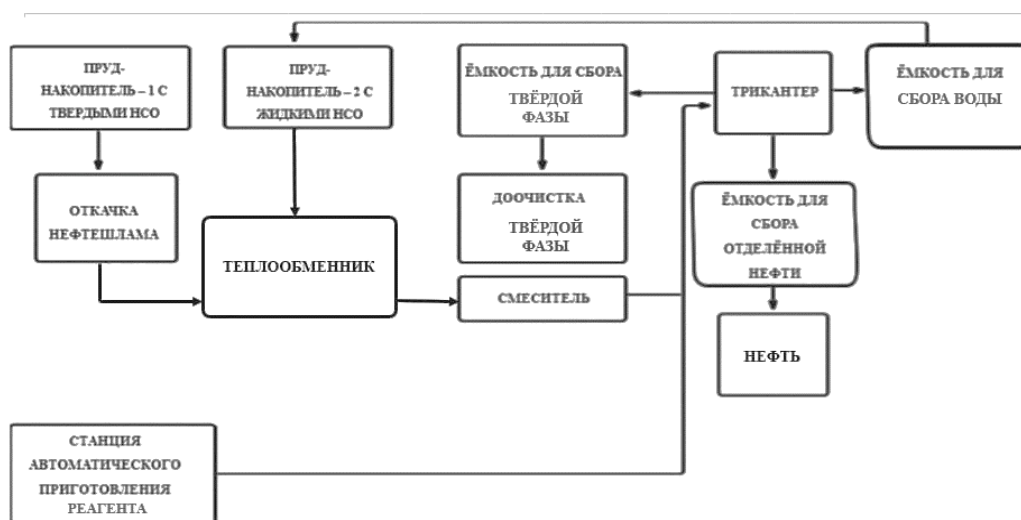 ПРУД-
НАКОПИТЕЛЬ – 1 С
ТВЕРДЫМИ НСО
ПРУД-
НАКОПИТЕЛЬ – 2 С
ЖИДКИМИ НСО
ЁМКОСТЬ ДЛЯ СБОРА
ТВЁРДОЙ
ФАЗЫ
ТРИКАНТЕР
ЁМКОСТЬ ДЛЯ
СБОРА ВОДЫ
ОТКАЧКА
НЕФТЕШЛАМА
ТЕПЛООБМЕННИК
ДООЧИСТКА
ТВЁРДОЙ
ФАЗЫ
ЁМКОСТЬ ДЛЯ
СБОРА
ОТДЕЛЁННОЙ
НЕФТИ
СМЕСИТЕЛЬ
НЕФТЬ
СТАНЦИЯ
АВТОМАТИЧЕСКОГО
ПРИГОТОВЛЕНИЯ
РЕАГЕНТА